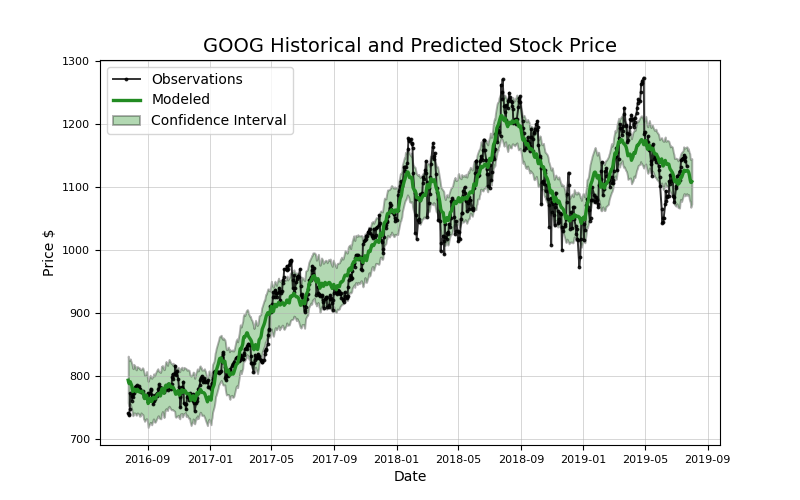 GOOG Historical and Predicted Stock Price
Observations
Modeled
Confidence Interval
1300
1200
1100
1000
900
800
700
Price $
2016-09 2017-01 2017-05 2017-09 2018-01 2018-05 2018-09 2019-01 2019-05 2019-09
Date